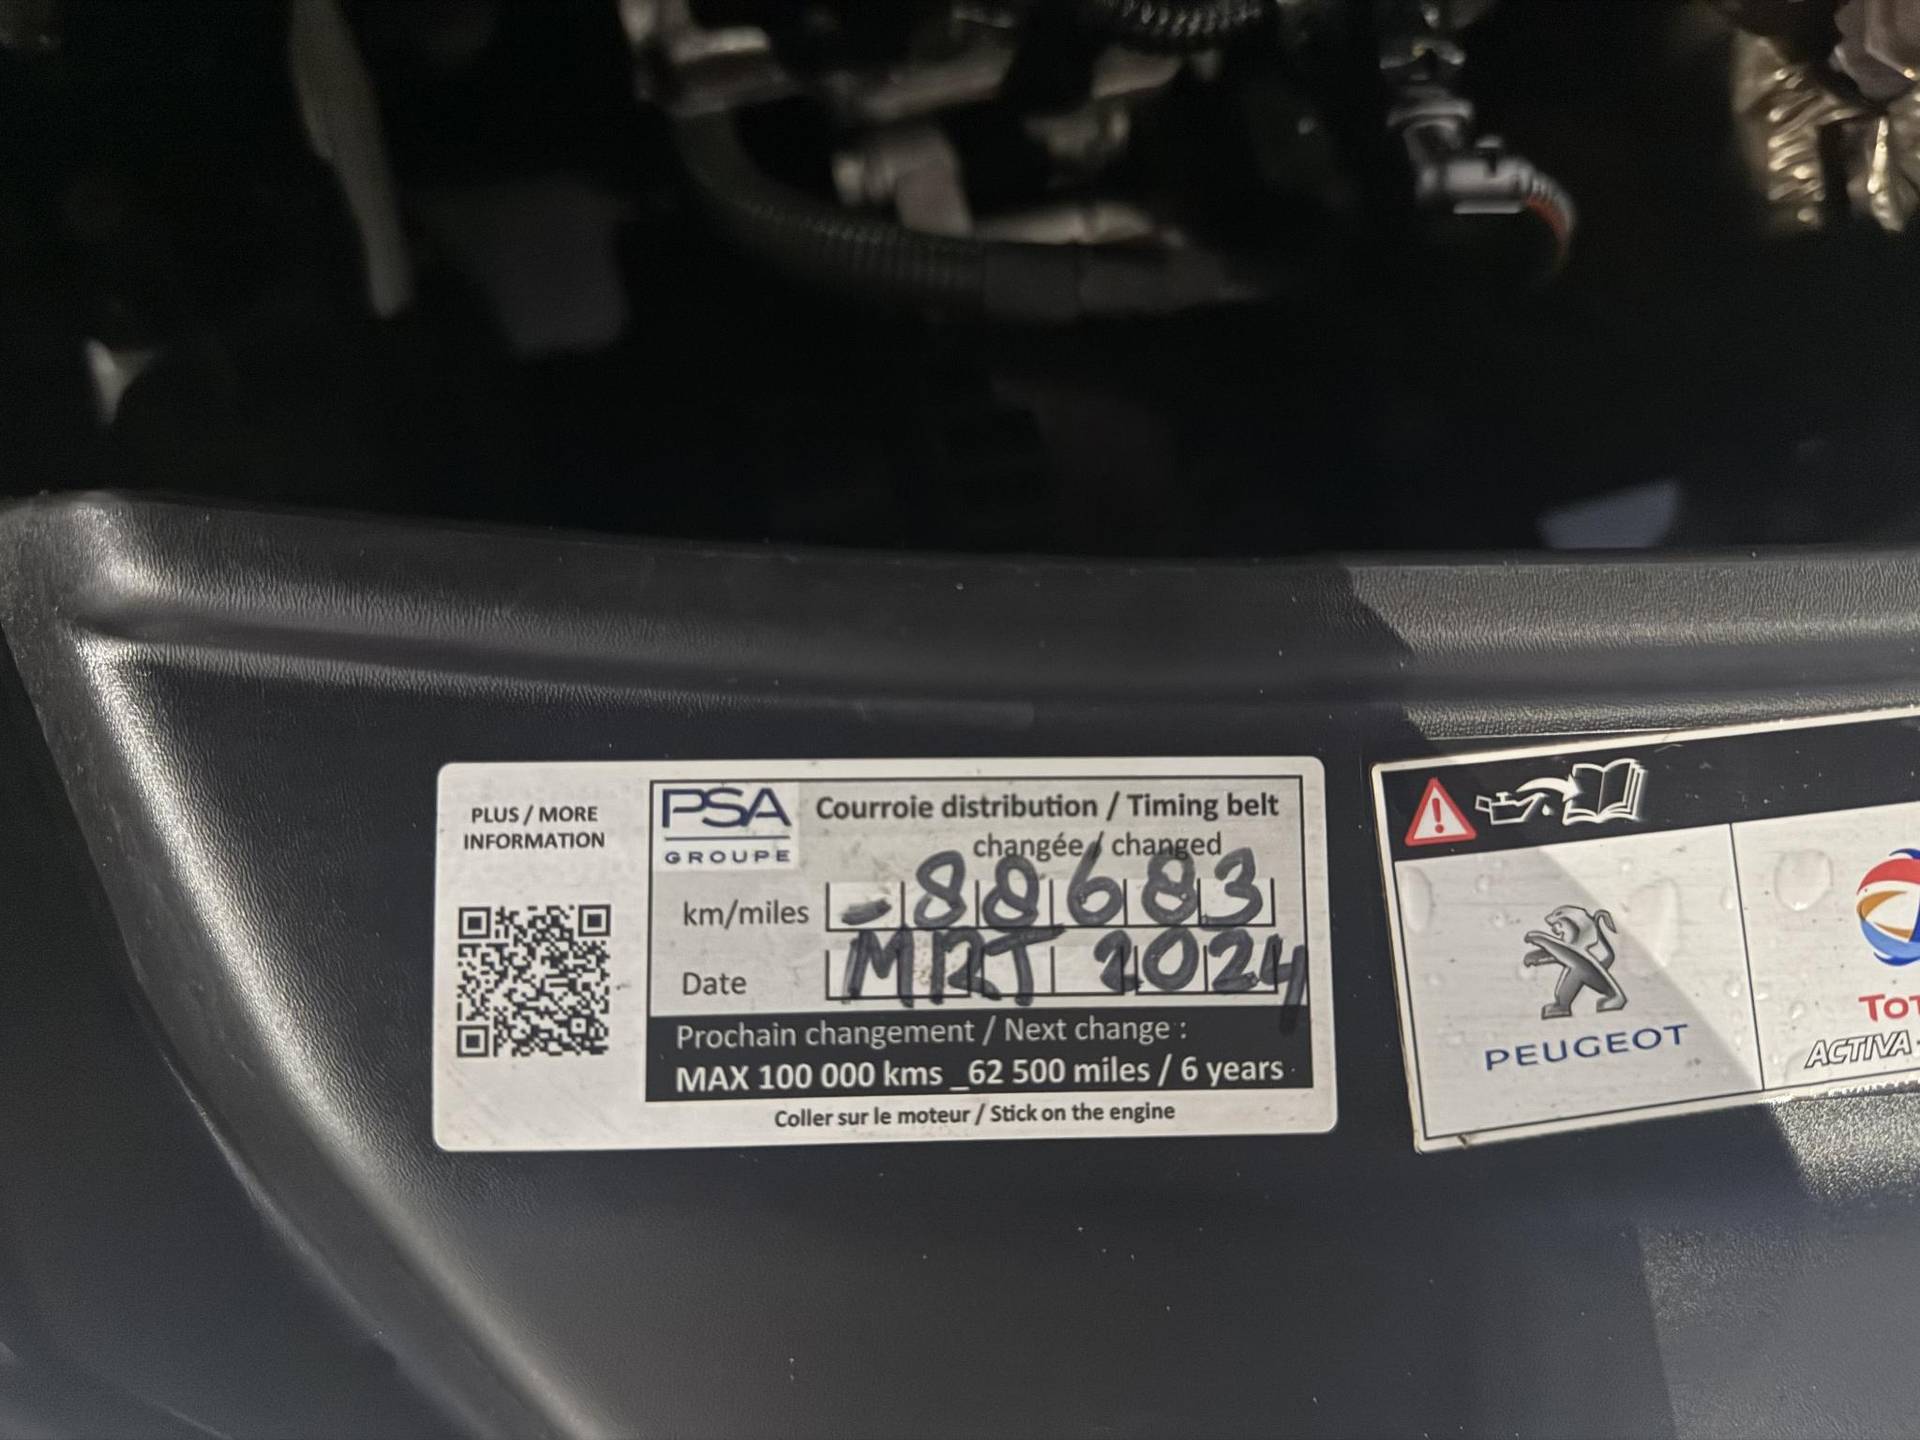 PLUS / MORE
INFORMATION
PSA
GROUPE
Courroie distribution / Timing belt
changée / changed
km/miles -88683
Date MRT 2024
Prochain changement / Next change :
MAX 100 000 kms _62 500 miles / 6 years
Coller sur le moteur / Stick on the engine
PEUGEOT
TOT
ACTIVA